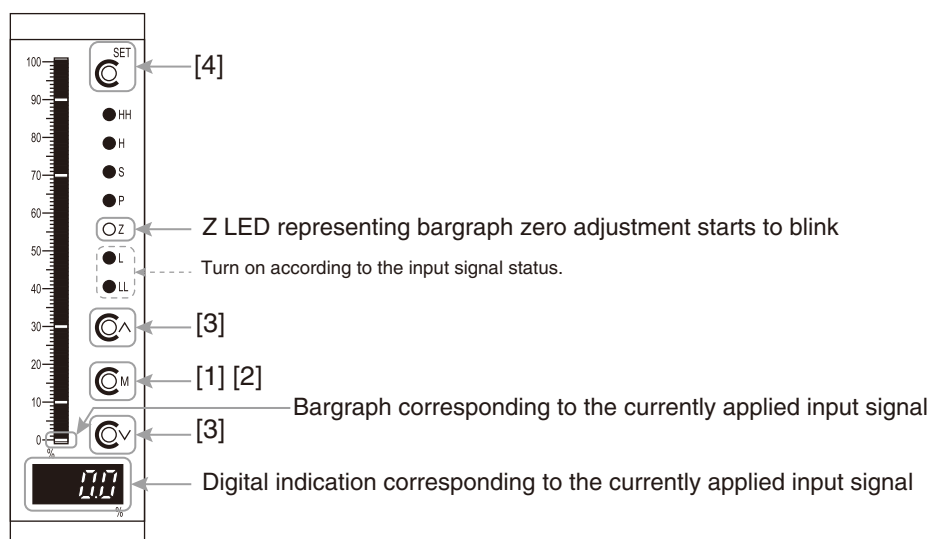 SET
100
[4]
90
HH
80
H
70
S
P
60
Z
Z LED representing bargraph zero adjustment starts to blink
50
L
Turn on according to the input signal status.
40
LL
30
[3]
20
M
[1] [2]
10
Bargraph corresponding to the currently applied input signal
0
[3]
%
0.0
Digital indication corresponding to the currently applied input signal
%